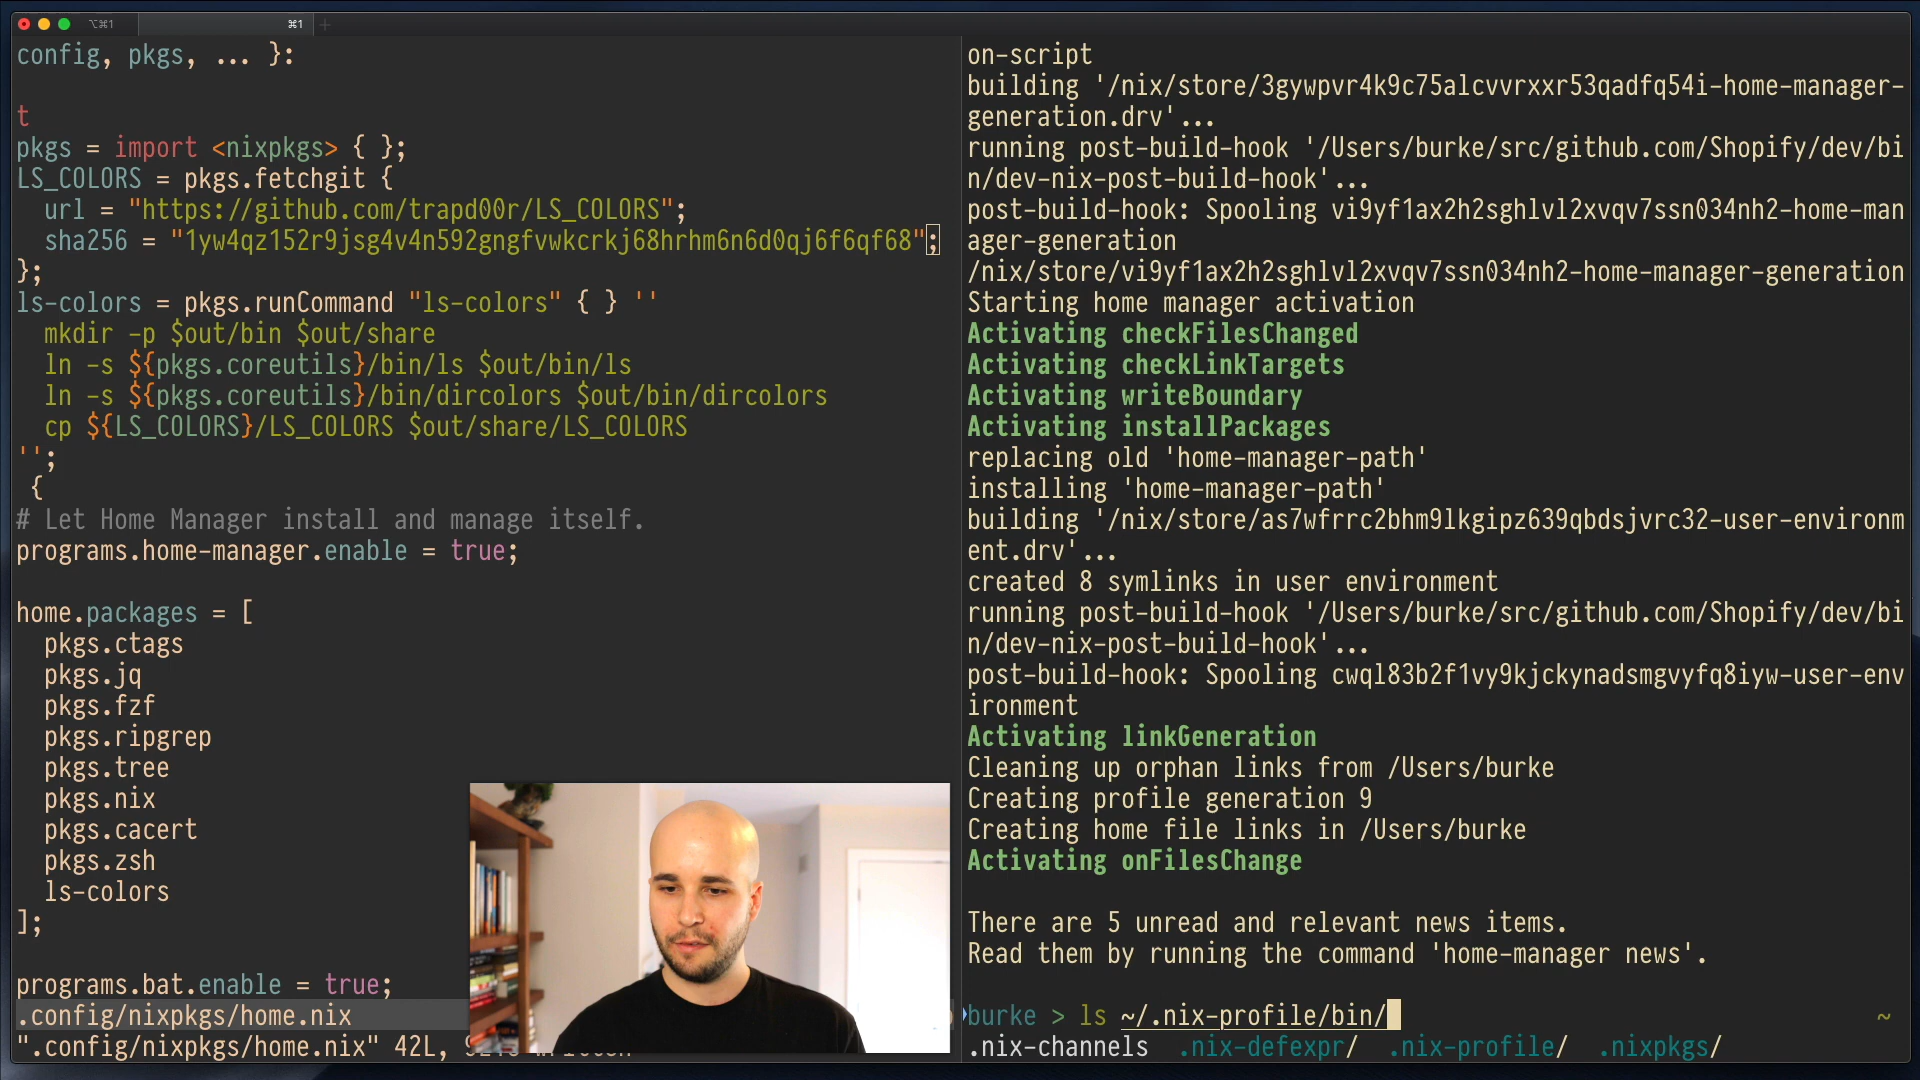 ⌥⌘1
⌘1
config, pkgs, ... }:
t
pkgs = import <nixpkgs> { };
LS_COLORS = pkgs.fetchgit {
url = "https://github.com/trapd00r/LS_COLORS";
sha256 = "1yw4qz152r9jsg4v4n592gngfvwkcrkj68hrhm6n6d0qj6f6qf68";
};
ls-colors = pkgs.runCommand "ls-colors" { } ''
mkdir -p $out/bin $out/share
ln -s ${pkgs.coreutils}/bin/ls $out/bin/ls
ln -s ${pkgs.coreutils}/bin/dircolors $out/bin/dircolors
cp ${LS_COLORS}/LS_COLORS $out/share/LS_COLORS
'';
{
# Let Home Manager install and manage itself.
programs.home-manager.enable = true;
home.packages = [
pkgs.ctags
pkgs.jq
pkgs.fzf
pkgs.ripgrep
pkgs.tree
pkgs.nix
pkgs.cacert
pkgs.zsh
ls-colors
];
programs.bat.enable = true;
.config/nixpkgs/home.nix
".config/nixpkgs/home.nix" 42L,
on-script
building '/nix/store/3gywpvr4k9c75alcvvrxxr53qadfq54i-home-manager-
generation.drv'...
running post-build-hook '/Users/burke/src/github.com/Shopify/dev/bi
n/dev-nix-post-build-hook'...
post-build-hook: Spooling vi9yf1ax2h2sghlvl2xvqv7ssn034nh2-home-man
ager-generation
/nix/store/vi9yf1ax2h2sghlvl2xvqv7ssn034nh2-home-manager-generation
Starting home manager activation
Activating checkFilesChanged
Activating checkLinkTargets
Activating writeBoundary
Activating installPackages
replacing old 'home-manager-path'
installing 'home-manager-path'
building '/nix/store/as7wfrrc2bhm9lkgipz639qbdsjvrc32-user-environm
ent.drv'...
created 8 symlinks in user environment
running post-build-hook '/Users/burke/src/github.com/Shopify/dev/bi
n/dev-nix-post-build-hook'...
post-build-hook: Spooling cwql83b2f1vy9kjckynadsmgvyfq8iyw-user-env
ironment
Activating linkGeneration
Cleaning up orphan links from /Users/burke
Creating profile generation 9
Creating home file links in /Users/burke
Activating onFilesChange
There are 5 unread and relevant news items.
Read them by running the command 'home-manager news'.
burke > ls ~/.nix-profile/bin/ ~
.nix-channels .nix-defexpr/ .nix-profile/ .nixpkgs/